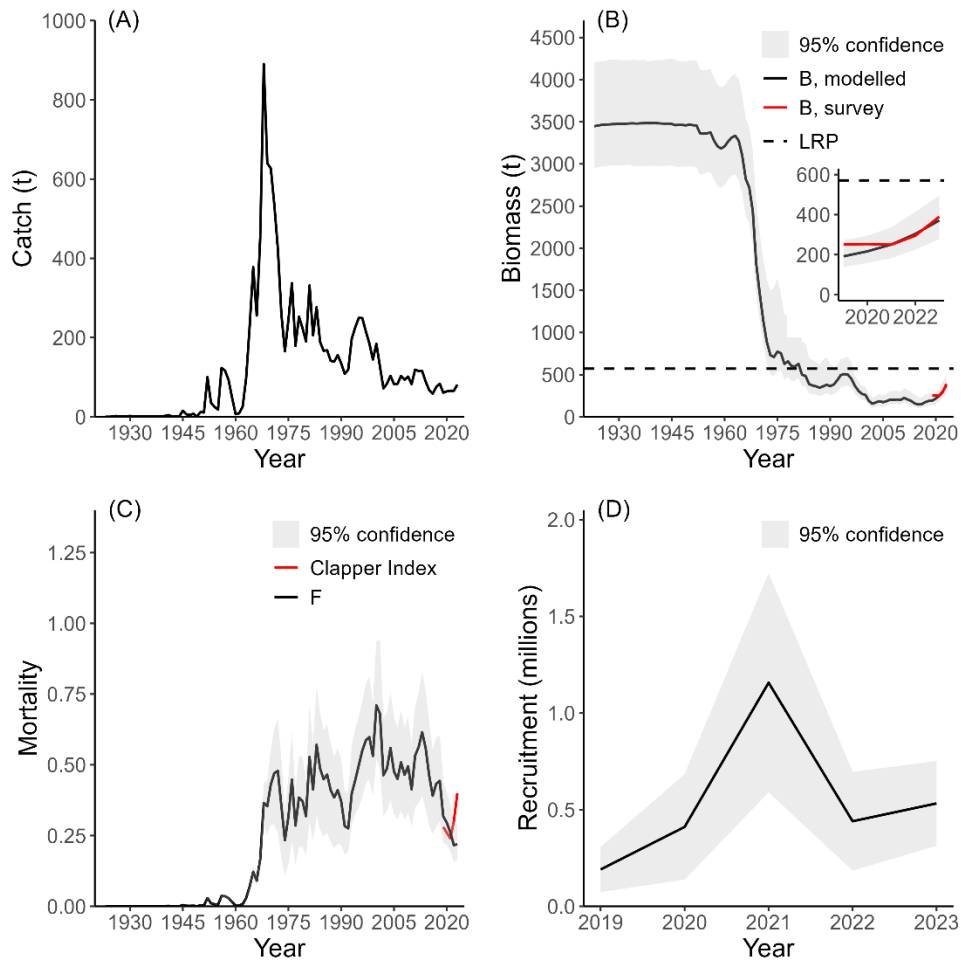 (A)
Catch (t)
1000
800
600
400
200
0
1930 1945 1960 1975 1990 2005 2020
Year
(B)
Biomass (t)
4500
4000
3500
3000
2500
2000
1500
1000
500
0
95% confidence
B, modelled
B, survey
LRP
600
400
200
0
2020 2022
1930 1945 1960 1975 1990 2005 2020
Year
(C)
Mortality
1.25
1.00
0.75
0.50
0.25
0.00
95% confidence
Clapper Index
F
1930 1945 1960 1975 1990 2005 2020
Year
(D)
Recruitment (millions)
2.0
1.5
1.0
0.5
0.0
95% confidence
2019 2020 2021 2022 2023
Year